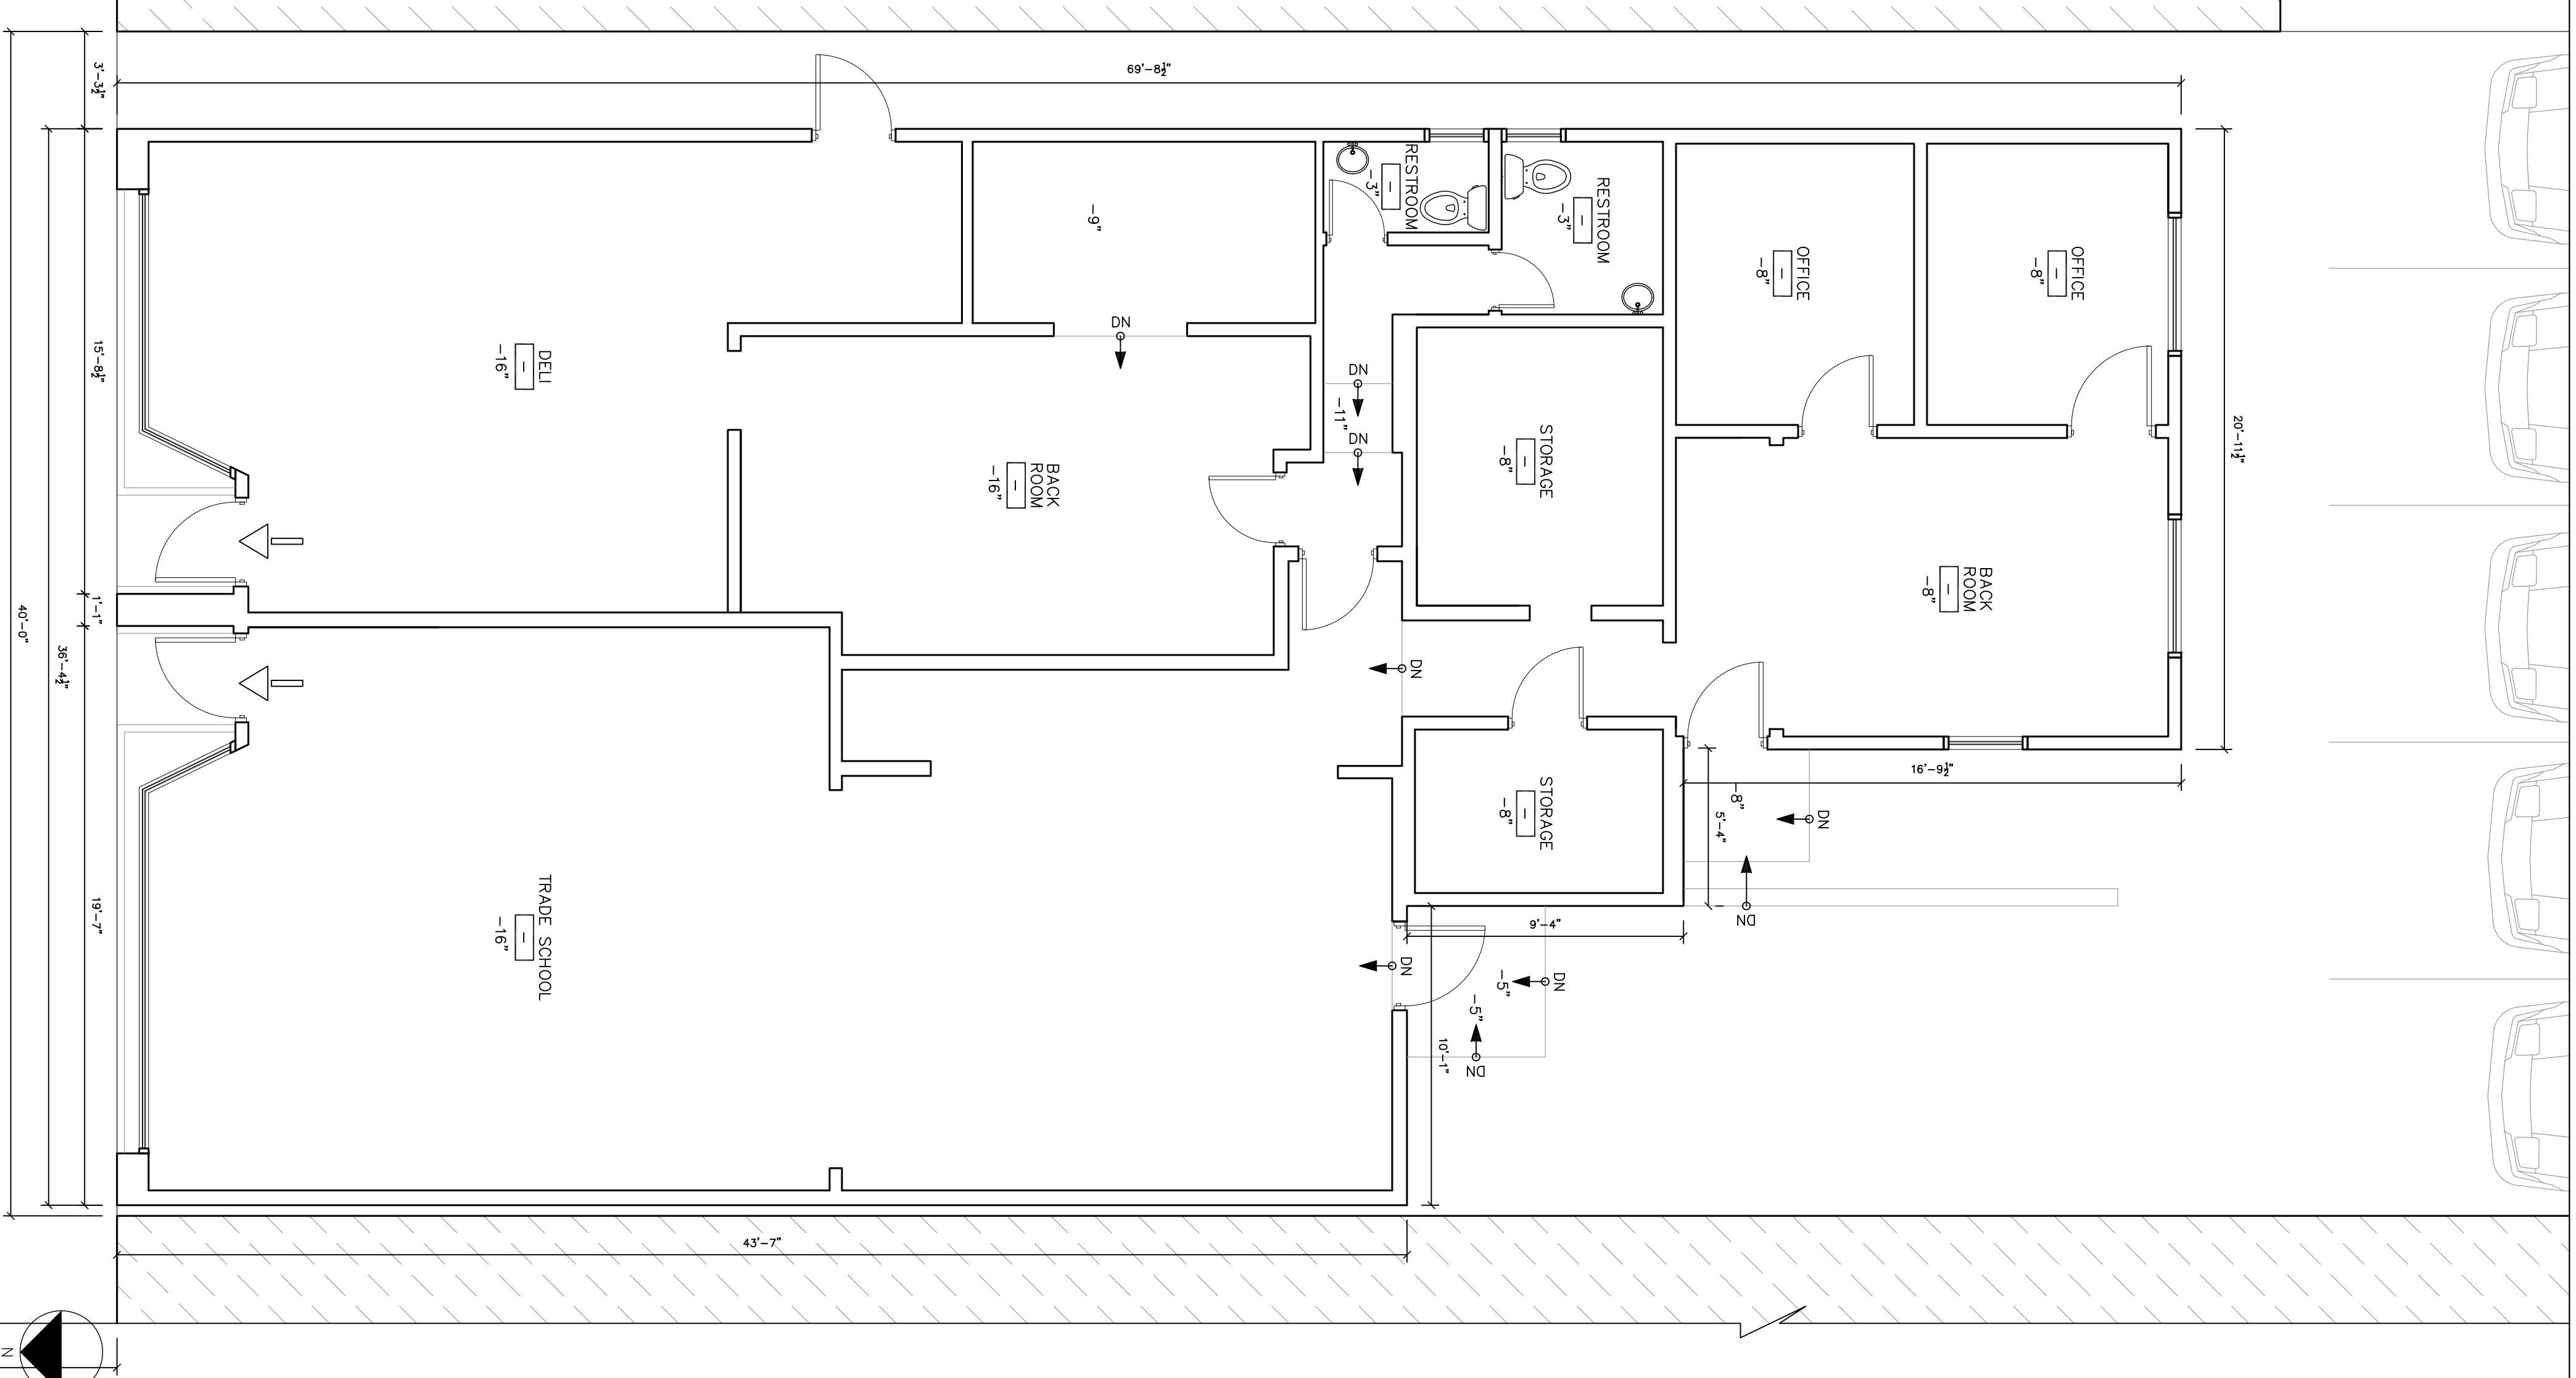 69'-8½"
3'-3½"
15'-8½"
1'-1"
19'-7"
36'-4½"
40'-0"
20'-11½"
16'-9½"
5'-4"
9'-4"
10'-1"
43'-7"
DELI
-
-16"
-9"
DN
BACK
ROOM
-
-16"
RESTROOM
-
-3"
RESTROOM
-
-3"
DN
-11"
DN
OFFICE
-
-8"
OFFICE
-
-8"
STORAGE
-
-8"
BACK
ROOM
-
-8"
DN
STORAGE
-
-8"
-8"
DN
DN
DN
DN
-5"
-5"
DN
TRADE SCHOOL
-
-16"
N